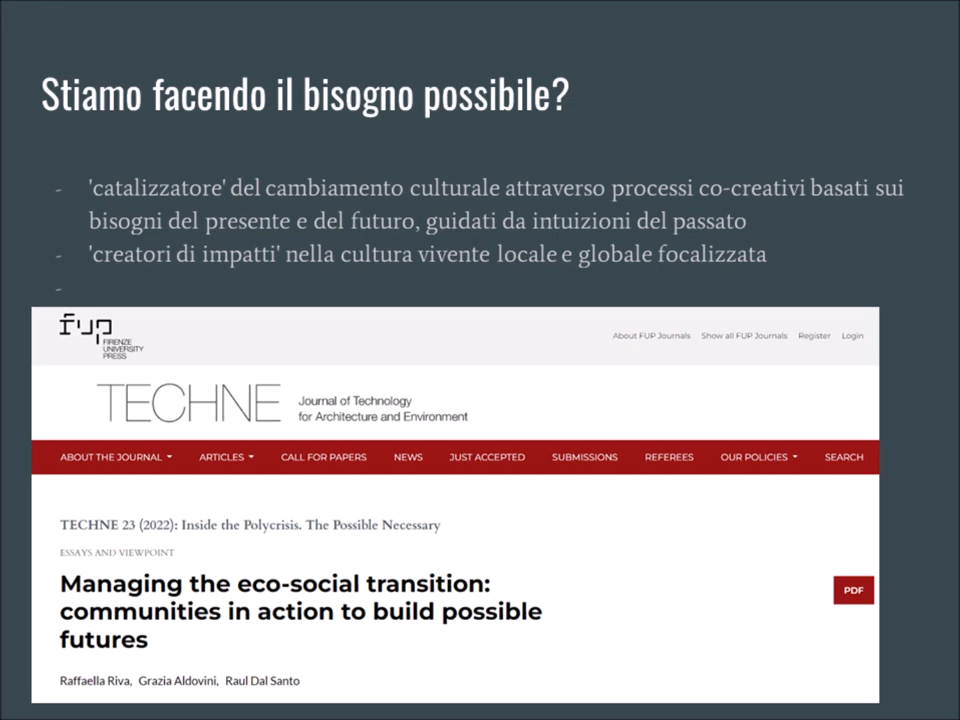 Stiamo facendo il bisogno possibile?
- 'catalizzatore' del cambiamento culturale attraverso processi co-creativi basati sui
bisogni del presente e del futuro, guidati da intuizioni del passato
- 'creatori di impatti' nella cultura vivente locale e globale focalizzata
-
fup
FIRENZE
UNIVERSITY
PRESS
About FUP Journals Show all FUP Journals Register Login
TECHNE
Journal of Technology
for Architecture and Environment
ABOUT THE JOURNAL ARTICLES CALL FOR PAPERS NEWS JUST ACCEPTED SUBMISSIONS REFEREES OUR POLICIES SEARCH
TECHNE 23 (2022): Inside the Polycrisis. The Possible Necessary
ESSAYS AND VIEWPOINT
Managing the eco-social transition:
communities in action to build possible
futures
PDF
Raffaella Riva, Grazia Aldovini, Raul Dal Santo